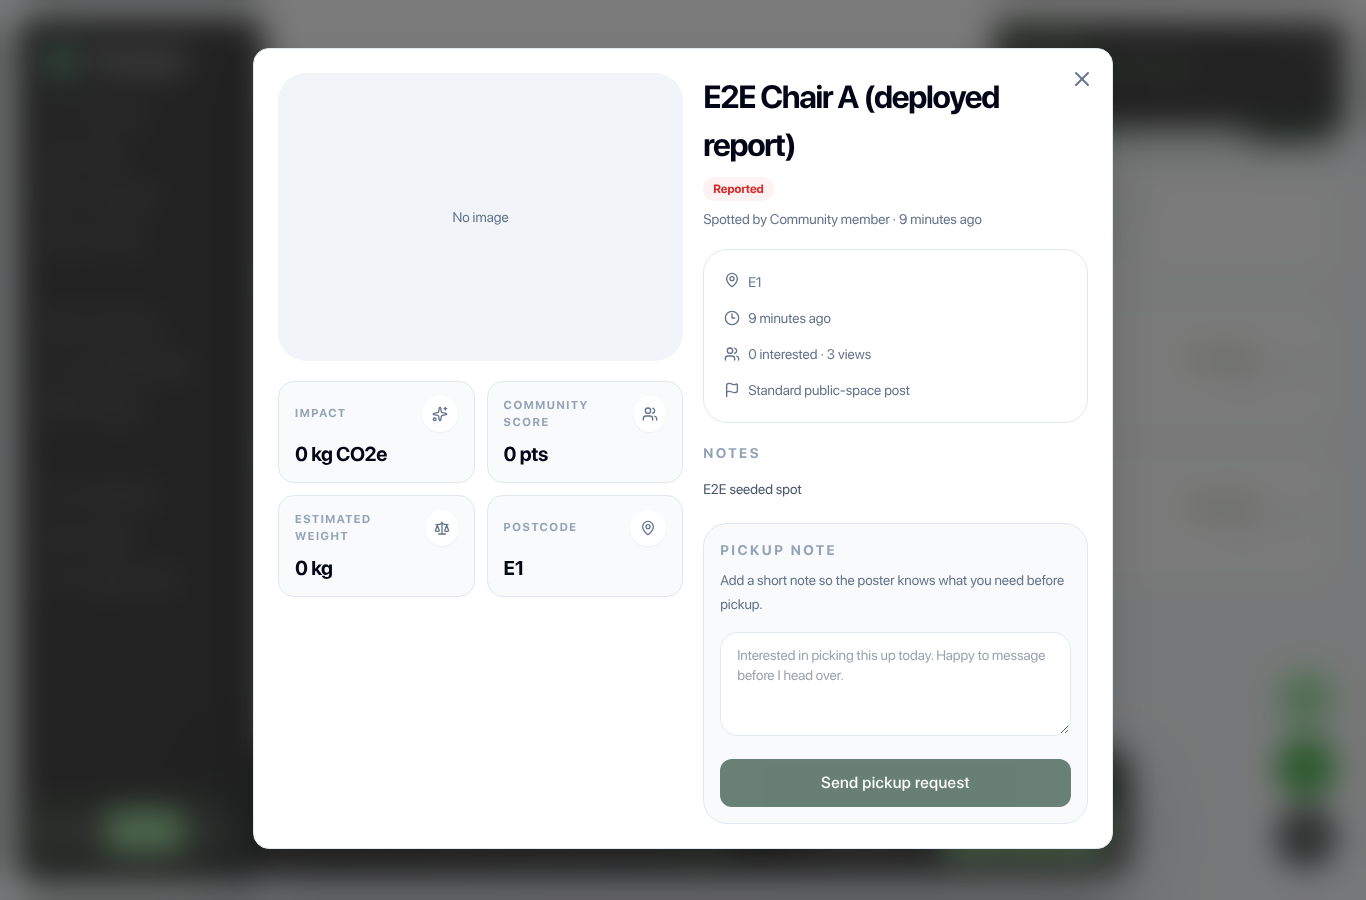 No image
IMPACT
0 kg CO2e
COMMUNITY
SCORE
0 pts
ESTIMATED
WEIGHT
0 kg
POSTCODE
E1
E2E Chair A (deployed
report)
Reported
Spotted by Community member · 9 minutes ago
E1
9 minutes ago
0 interested · 3 views
Standard public-space post
NOTES
E2E seeded spot
PICKUP NOTE
Add a short note so the poster knows what you need before
pickup.
Interested in picking this up today. Happy to message
before I head over.
Send pickup request